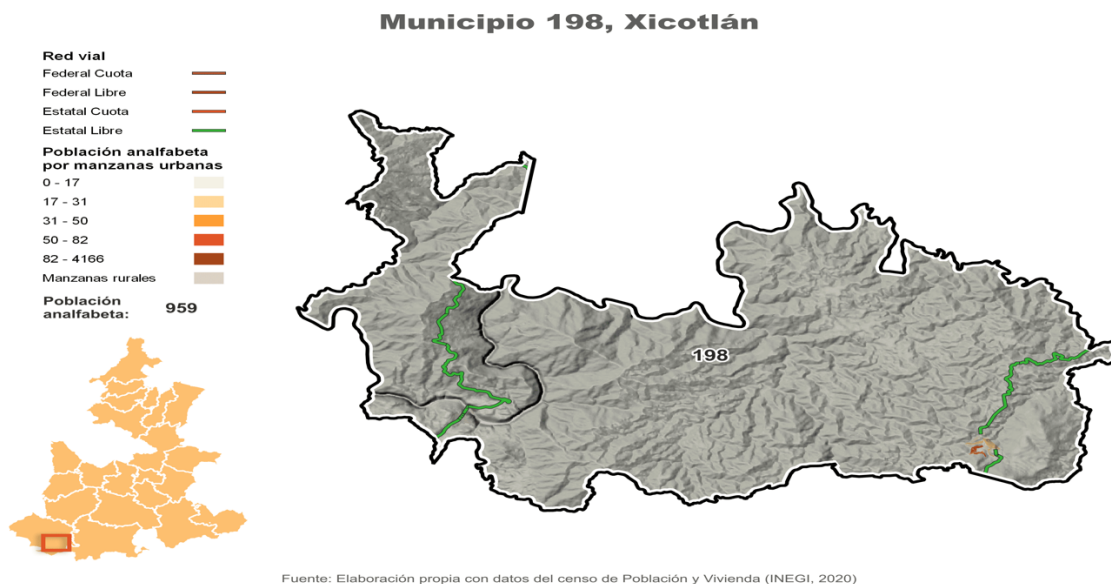 Municipio 198, Xicotlán
Red vial
Federal Cuota
Federal Libre
Estatal Cuota
Estatal Libre
Población analfabeta
por manzanas urbanas
0 - 17
17 - 31
31 - 50
50 - 82
82 - 4166
Manzanas rurales
Población
analfabeta: 959
198
Fuente: Elaboración propia con datos del censo de Población y Vivienda (INEGI, 2020)